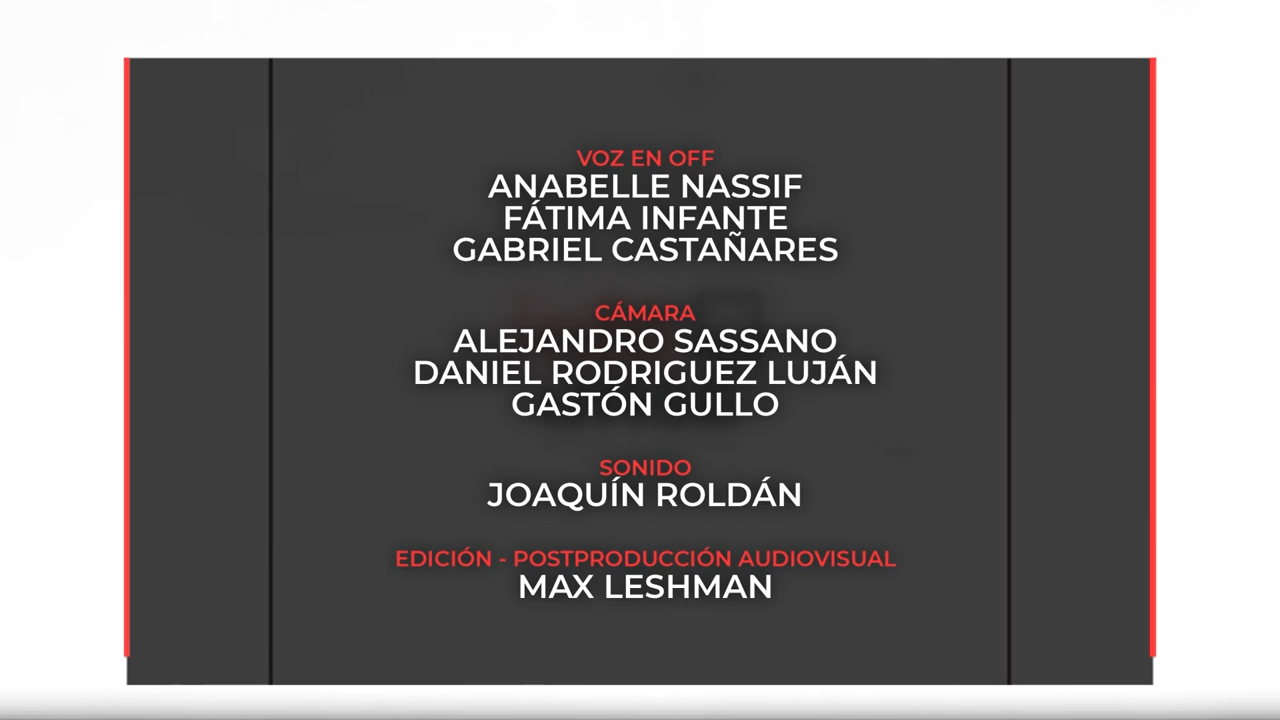 VOZ EN OFF
ANABELLE NASSIF
FÁTIMA INFANTE
GABRIEL CASTAÑARES
CÁMARA
ALEJANDRO SASSANO
DANIEL RODRIGUEZ LUJÁN
GASTÓN GULLO
SONIDO
JOAQUÍN ROLDÁN
EDICIÓN - POSTPRODUCCIÓN AUDIOVISUAL
MAX LESHMAN